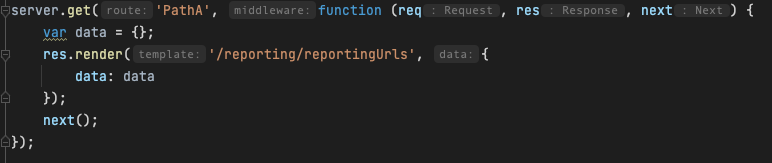 server.get( route: 'PathA', middleware: function (req : Request , res : Response , next : Next ) {
    var data = {};
    res.render( template: '/reporting/reportingUrls', data: {
        data: data
    });
    next();
});